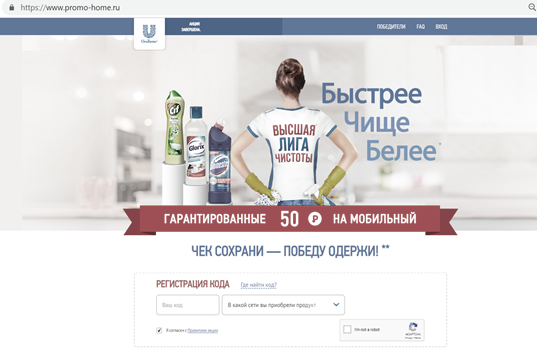 https://www.promo-home.ru
Unilever
АКЦИЯ
ЗАВЕРШЕНА.
ПОБЕДИТЕЛИ FAQ ВХОД
Быстрее
Чище
Белее*
Cif
Glorix
Domestos
ВЫСШАЯ
ЛИГА
ЧИСТОТЫ
ГАРАНТИРОВАННЫЕ 50 ₽ НА МОБИЛЬНЫЙ
ЧЕК СОХРАНИ — ПОБЕДУ ОДЕРЖИ! **
РЕГИСТРАЦИЯ КОДА Где найти код?
Ваш код
В какой сети вы приобрели продукт?
Я согласен с Правилами акции
I'm not a robot
reCAPTCHA